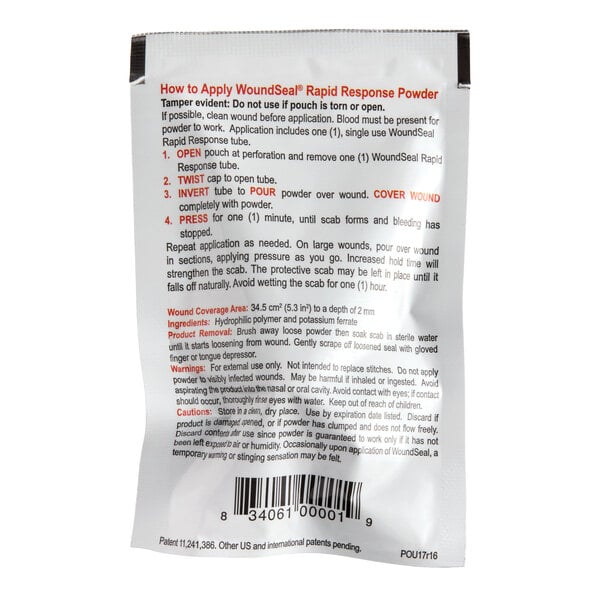 How to Apply WoundSeal® Rapid Response Powder
Tamper evident: Do not use if pouch is torn or open.
If possible, clean wound before application. Blood must be present for
powder to work. Application includes one (1), single use WoundSeal
Rapid Response tube.
1. OPEN pouch at perforation and remove one (1) WoundSeal Rapid
Response tube.
2. TWIST cap to open tube.
3. INVERT tube to POUR powder over wound. COVER WOUND
completely with powder.
4. PRESS for one (1) minute, until scab forms and bleeding has
stopped.
Repeat application as needed. On large wounds, pour over wound
in sections, applying pressure as you go. Increased hold time will
strengthen the scab. The protective scab may be left in place until it
falls off naturally. Avoid wetting the scab for one (1) hour.
Wound Coverage Area: 34.5 cm² (5.3 in²) to a depth of 2 mm
Ingredients: Hydrophilic polymer and potassium ferrate
Product Removal: Brush away loose powder then soak scab in sterile water
until it starts loosening from wound. Gently scrape off loosened seal with gloved
finger or tongue depressor.
Warnings: For external use only. Not intended to replace stitches. Do not apply
powder to visibly infected wounds. May be harmful if inhaled or ingested. Avoid
aspirating the product into the nasal or oral cavity. Avoid contact with eyes; if contact
should occur, thoroughly rinse eyes with water. Keep out of reach of children.
Cautions: Store in a clean, dry place. Use by expiration date listed. Discard if
product is damaged, opened, or if powder has clumped and does not flow freely.
Discard contents after use since powder is guaranteed to work only if it has not
been left exposed to air or humidity. Occasionally upon application of WoundSeal, a
temporary warming or stinging sensation may be felt.
8 34061 00001 9
Patent 11,241,386. Other US and international patents pending.
POU17r16